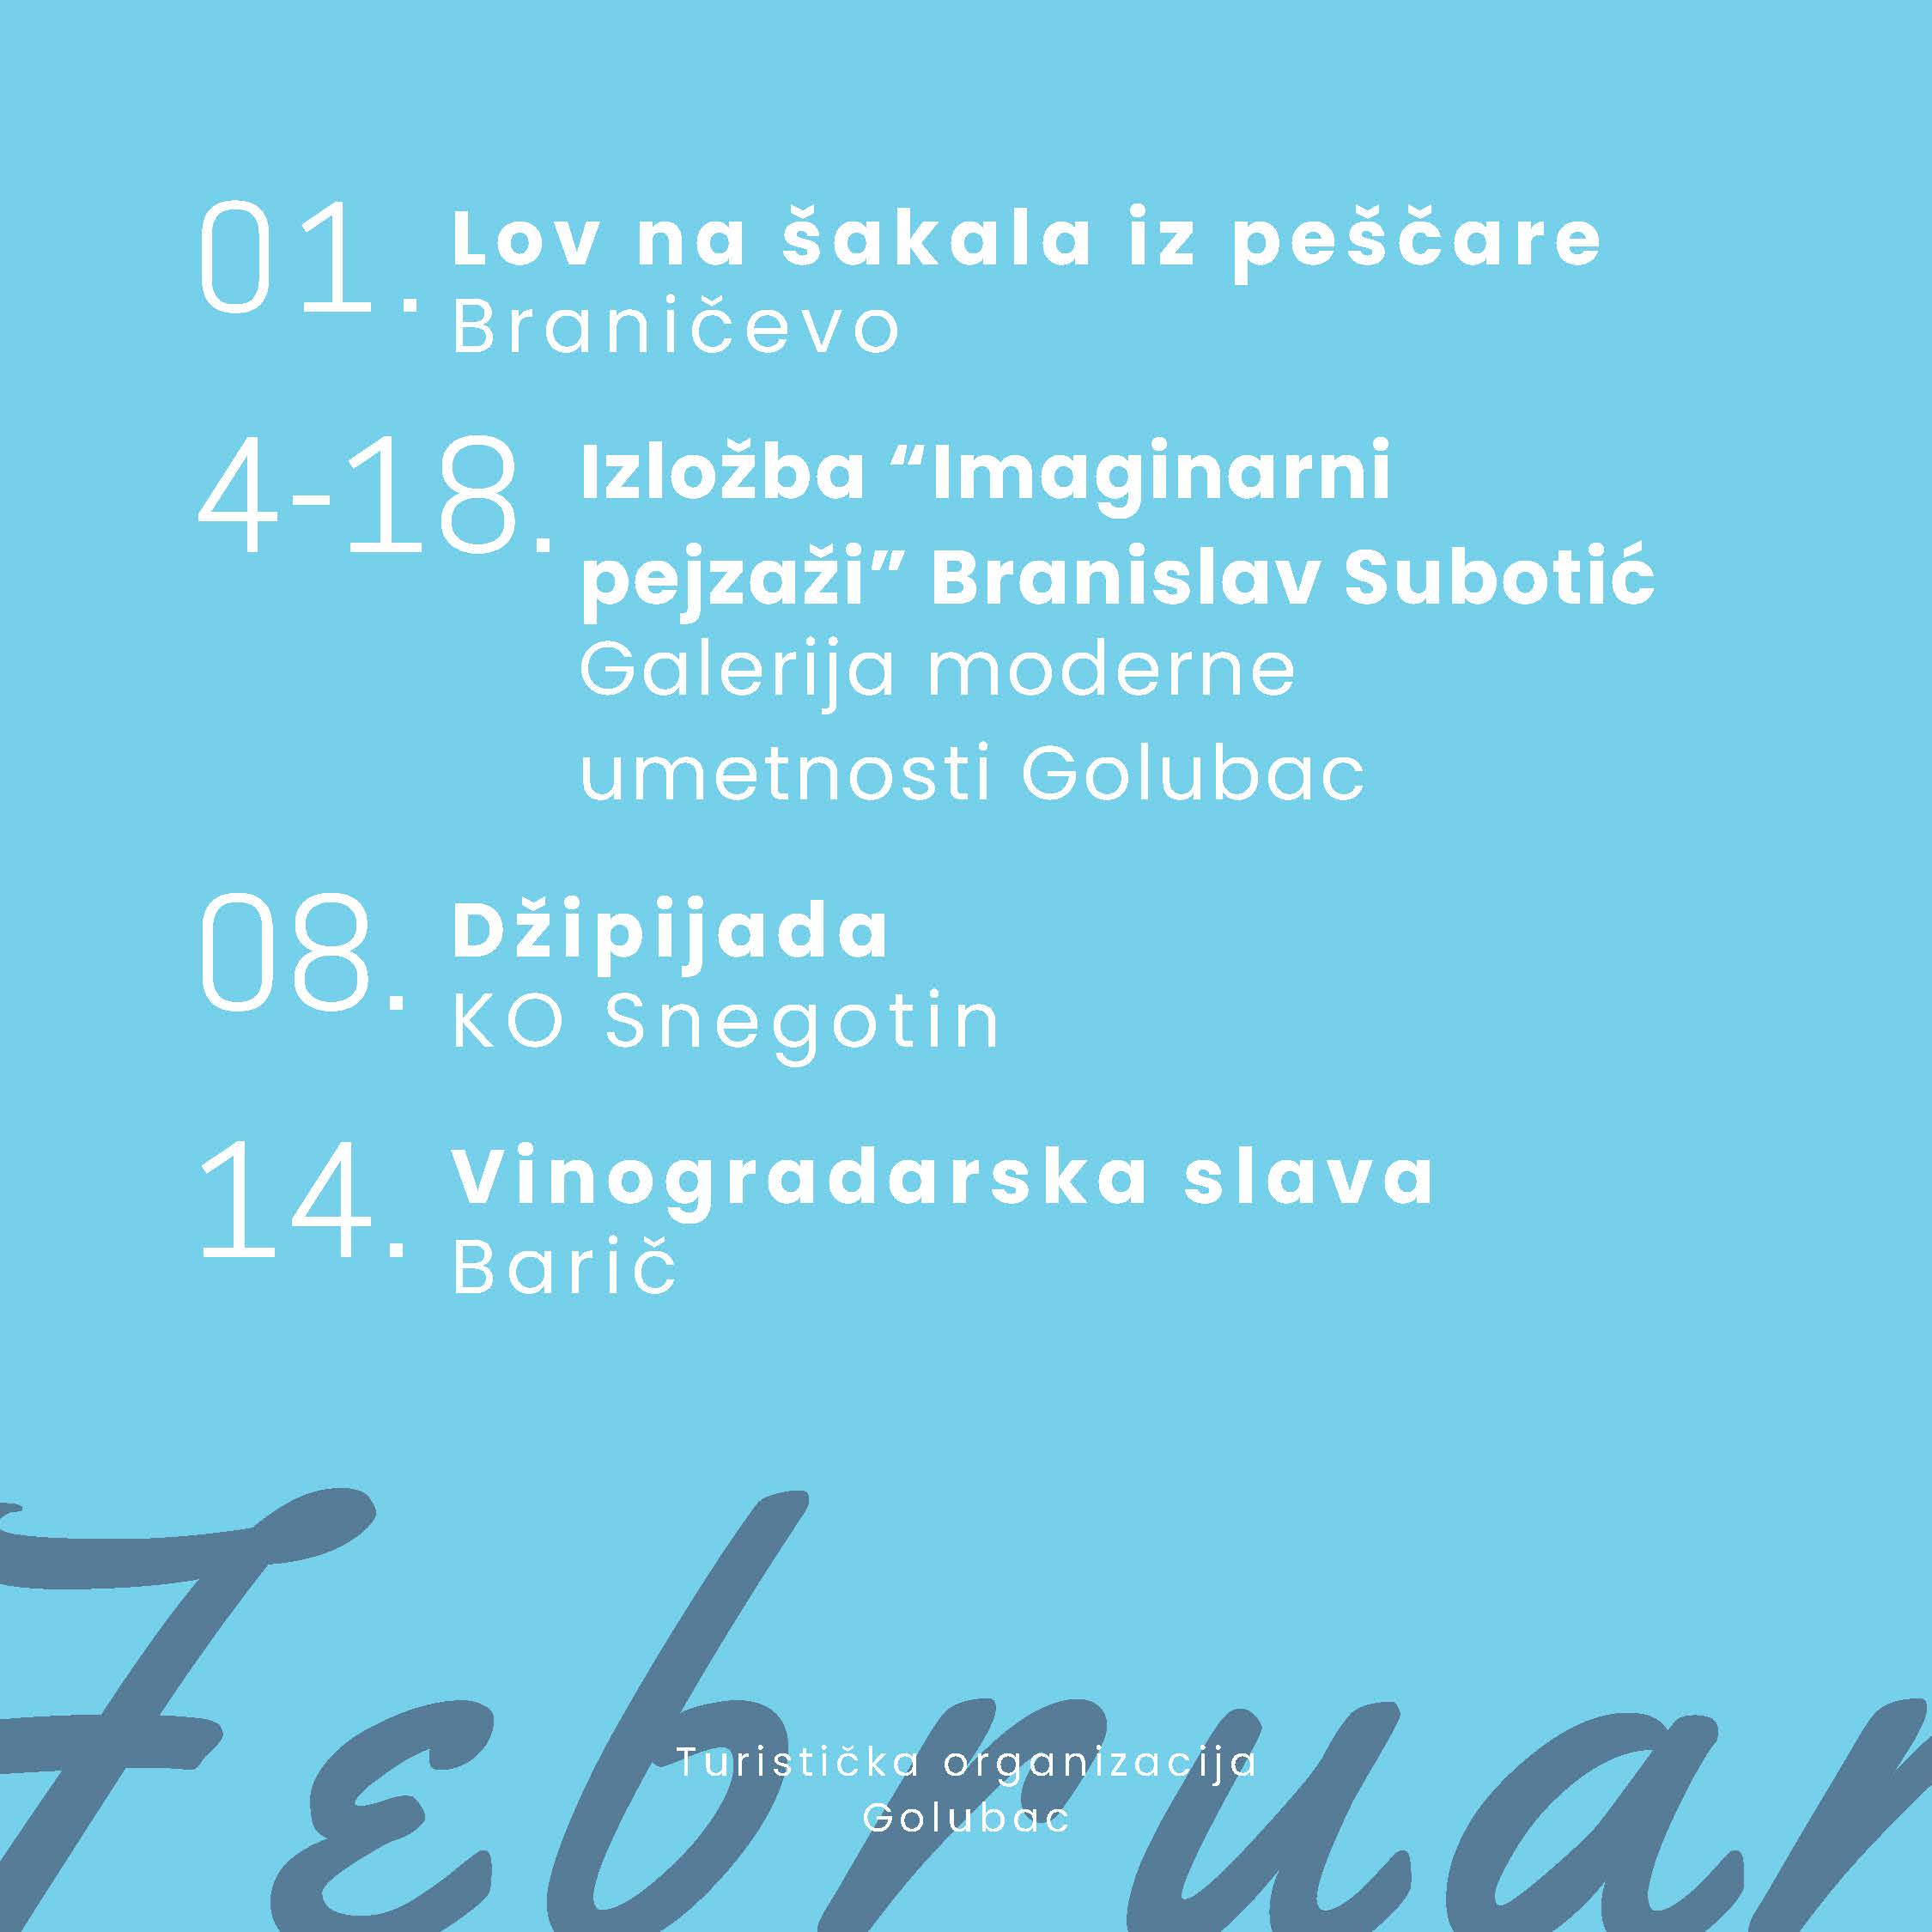 01. Lov na šakala iz peščare
Braničevo
4-18. Izložba “Imaginarni
pejzaži” Branislav Subotić
Galerija moderne
umetnosti Golubac
08. Džipijada
KO Snegotin
14. Vinogradarska slava
Barič
Februar
Turistička organizacija
Golubac